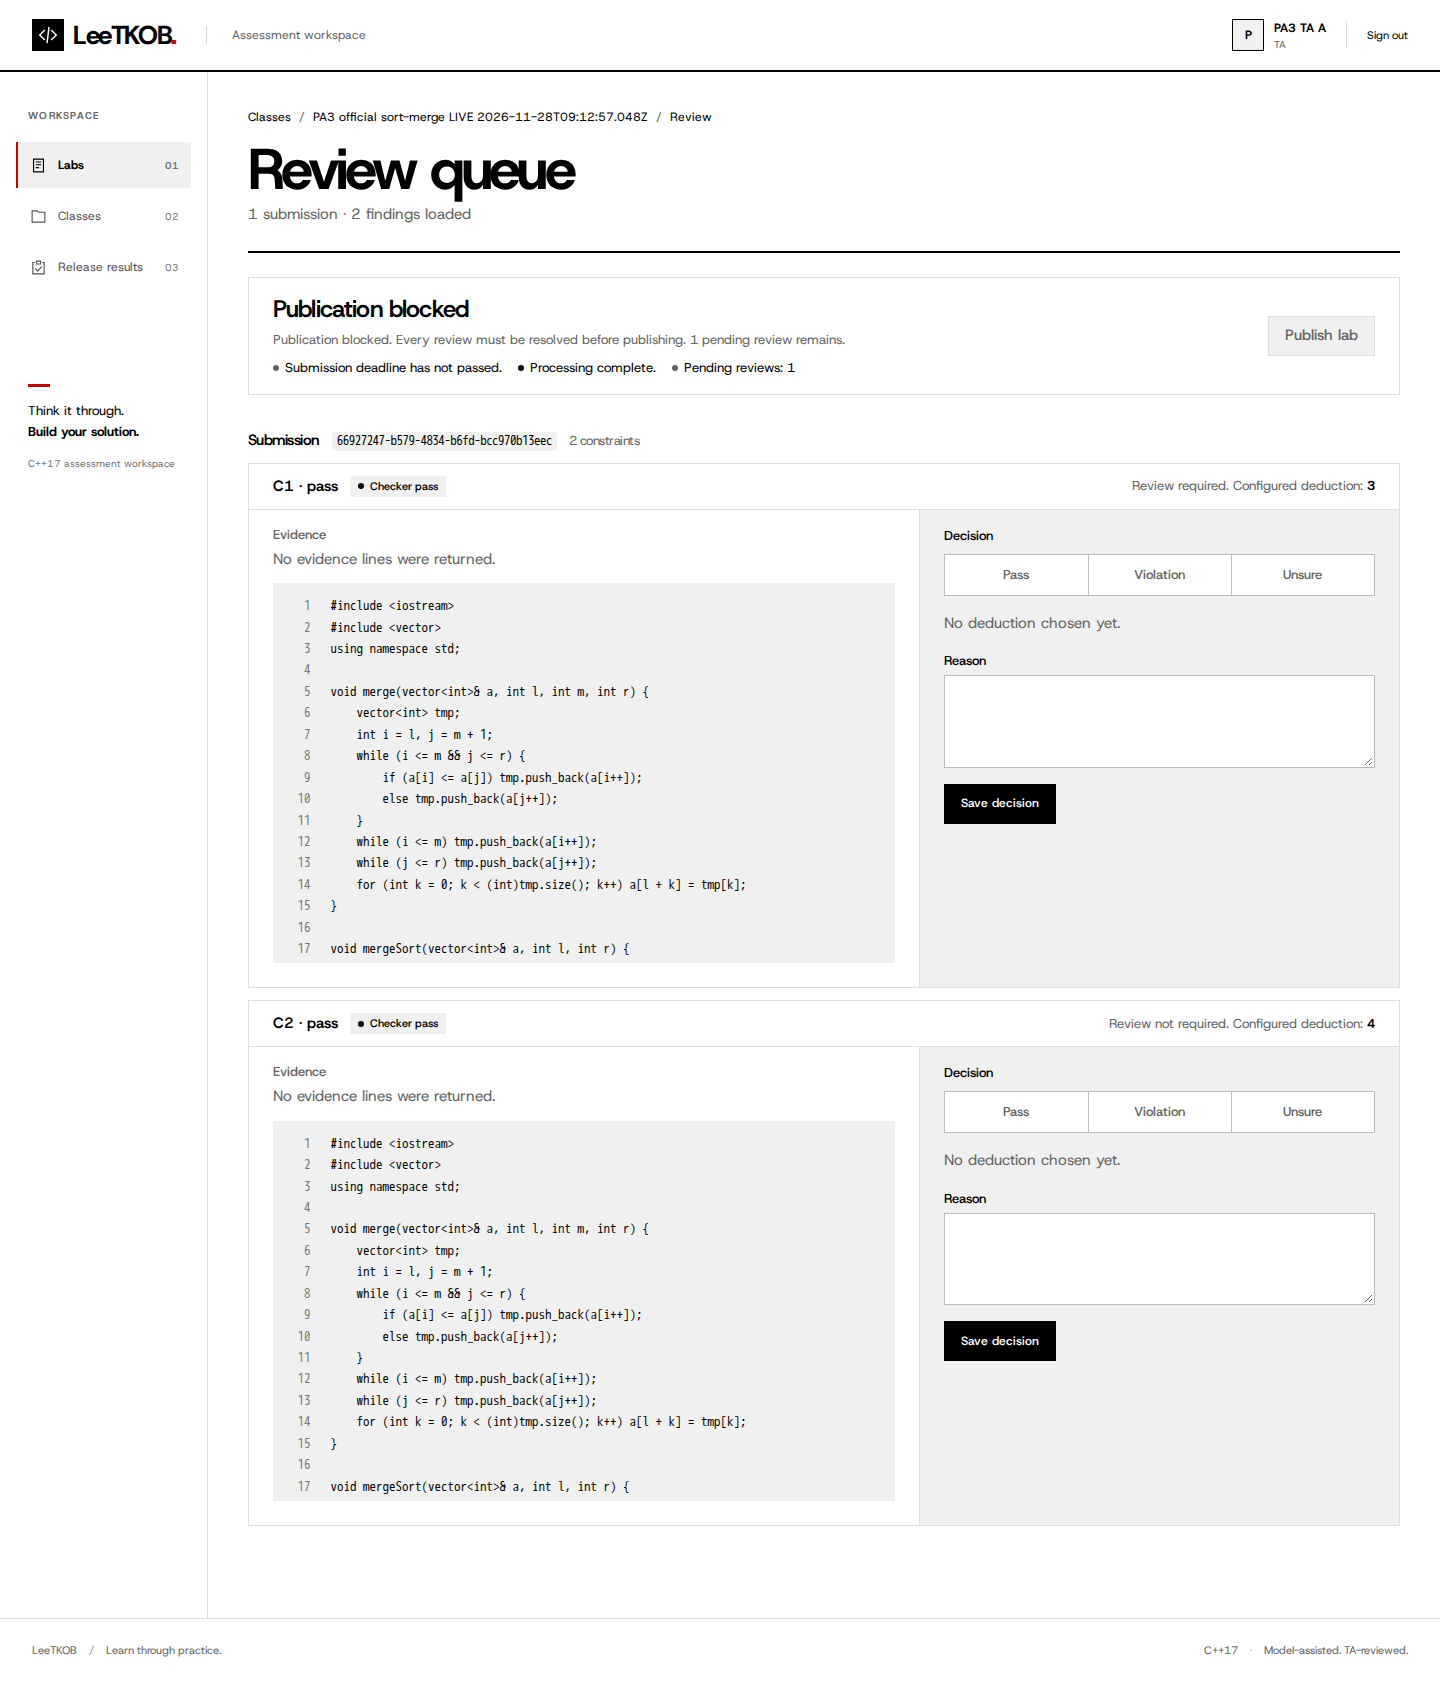 LeeTKOB.
Assessment workspace
P
PA3 TA A
TA
Sign out
WORKSPACE
Labs 01
Classes 02
Release results 03
Think it through.
Build your solution.
C++17 assessment workspace
Classes / PA3 official sort-merge LIVE 2026-11-28T09:12:57.048Z / Review
Review queue
1 submission · 2 findings loaded
Publication blocked
Publication blocked. Every review must be resolved before publishing. 1 pending review remains.
Submission deadline has not passed. Processing complete. Pending reviews: 1
Publish lab
Submission 66927247-b579-4834-b6fd-bcc970b13eec 2 constraints
C1 · pass Checker pass Review required. Configured deduction: 3
Evidence
No evidence lines were returned.
1 #include <iostream>
2 #include <vector>
3 using namespace std;
4
5 void merge(vector<int>& a, int l, int m, int r) {
6     vector<int> tmp;
7     int i = l, j = m + 1;
8     while (i <= m && j <= r) {
9         if (a[i] <= a[j]) tmp.push_back(a[i++]);
10         else tmp.push_back(a[j++]);
11     }
12     while (i <= m) tmp.push_back(a[i++]);
13     while (j <= r) tmp.push_back(a[j++]);
14     for (int k = 0; k < (int)tmp.size(); k++) a[l + k] = tmp[k];
15 }
16
17 void mergeSort(vector<int>& a, int l, int r) {
Decision
Pass Violation Unsure
No deduction chosen yet.
Reason
Save decision
C2 · pass Checker pass Review not required. Configured deduction: 4
Evidence
No evidence lines were returned.
1 #include <iostream>
2 #include <vector>
3 using namespace std;
4
5 void merge(vector<int>& a, int l, int m, int r) {
6     vector<int> tmp;
7     int i = l, j = m + 1;
8     while (i <= m && j <= r) {
9         if (a[i] <= a[j]) tmp.push_back(a[i++]);
10         else tmp.push_back(a[j++]);
11     }
12     while (i <= m) tmp.push_back(a[i++]);
13     while (j <= r) tmp.push_back(a[j++]);
14     for (int k = 0; k < (int)tmp.size(); k++) a[l + k] = tmp[k];
15 }
16
17 void mergeSort(vector<int>& a, int l, int r) {
Decision
Pass Violation Unsure
No deduction chosen yet.
Reason
Save decision
LeeTKOB / Learn through practice.
C++17 · Model-assisted. TA-reviewed.